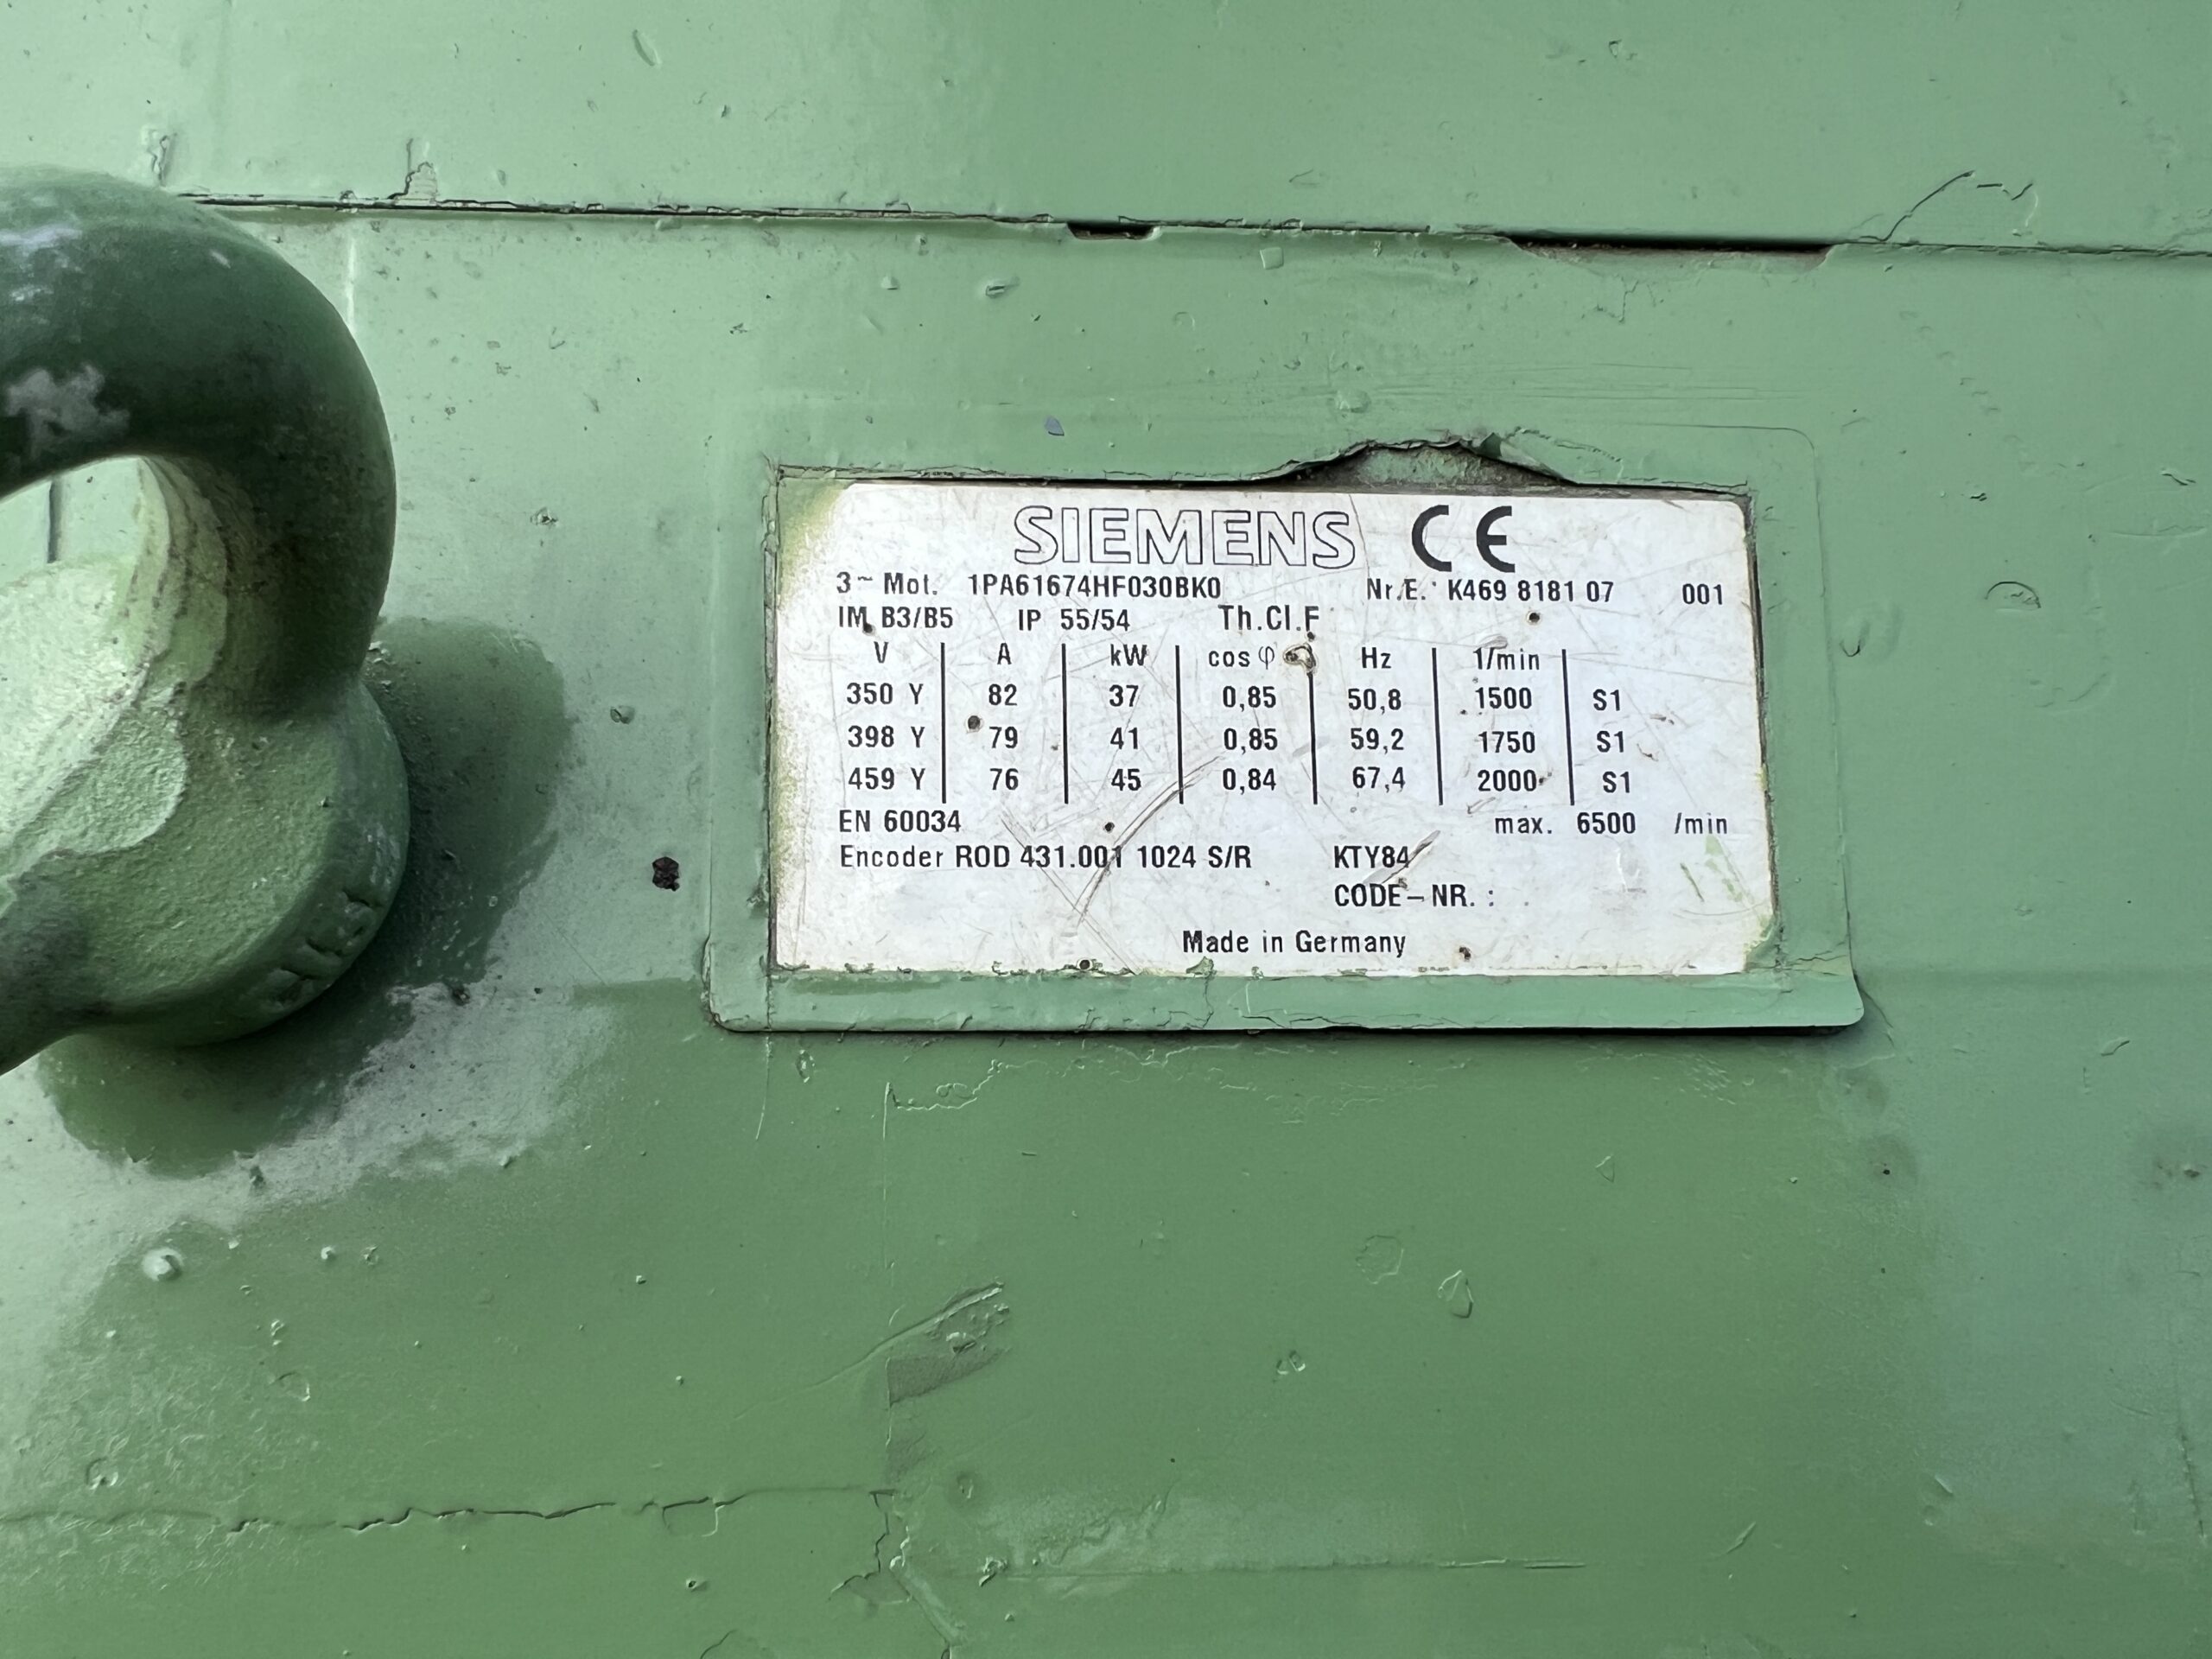 SIEMENS CE
3~ Mot. 1PA61674HF030BK0 Nr.E. K469 8181 07 001
IM B3/B5 IP 55/54 Th.Cl.F
V A kW cos φ Hz 1/min
350 Y 82 37 0,85 50,8 1500 S1
398 Y 79 41 0,85 59,2 1750 S1
459 Y 76 45 0,84 67,4 2000 S1
EN 60034 max. 6500 /min
Encoder ROD 431.001 1024 S/R KTY84
CODE-NR. :
Made in Germany